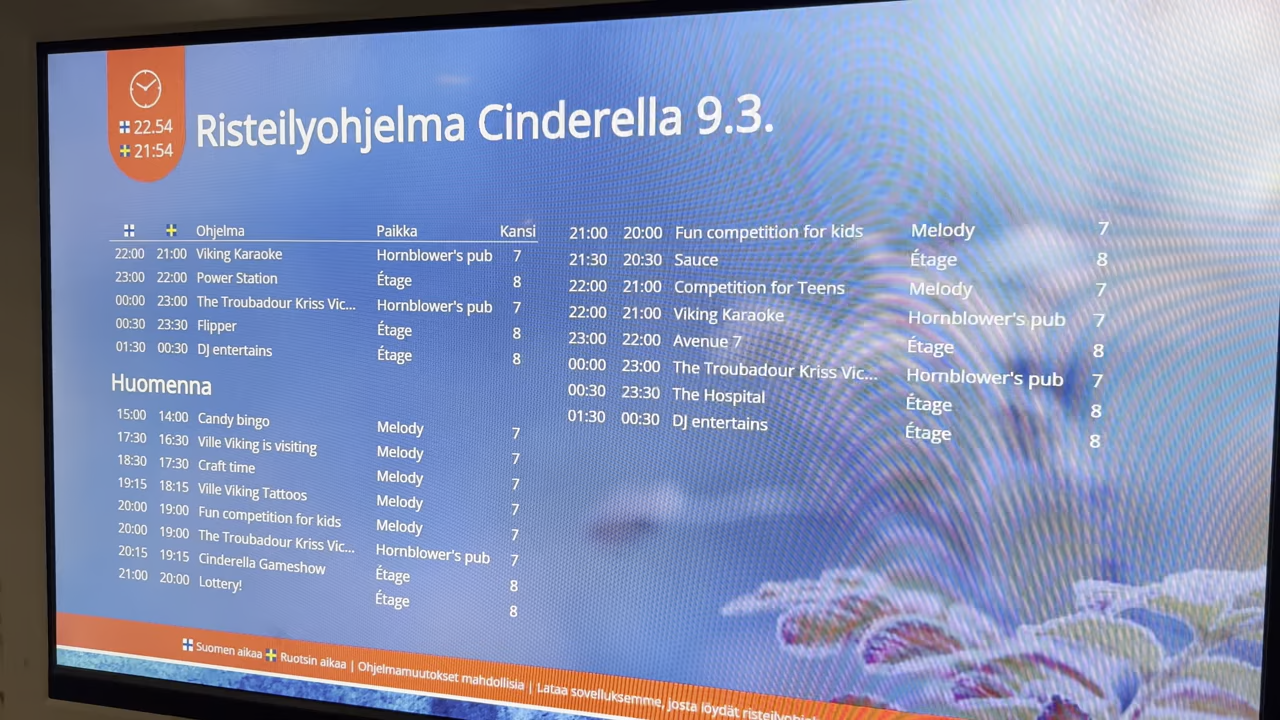 22.54
21:54
Risteilyohjelma Cinderella 9.3.
Ohjelma Paikka Kansi
22:00 21:00 Viking Karaoke Hornblower's pub 7
23:00 22:00 Power Station Étage 8
00:00 23:00 The Troubadour Kriss Vic... Hornblower's pub 7
00:30 23:30 Flipper Étage 8
01:30 00:30 DJ entertains Étage 8
Huomenna
15:00 14:00 Candy bingo Melody 7
17:30 16:30 Ville Viking is visiting Melody 7
18:30 17:30 Craft time Melody 7
19:15 18:15 Ville Viking Tattoos Melody 7
20:00 19:00 Fun competition for kids Melody 7
20:00 19:00 The Troubadour Kriss Vic... Hornblower's pub 7
20:15 19:15 Cinderella Gameshow Étage 8
21:00 20:00 Lottery! Étage 8
21:00 20:00 Fun competition for kids Melody 7
21:30 20:30 Sauce Étage 8
22:00 21:00 Competition for Teens Melody 7
22:00 21:00 Viking Karaoke Hornblower's pub 7
23:00 22:00 Avenue 7 Étage 8
00:00 23:00 The Troubadour Kriss Vic... Hornblower's pub 7
00:30 23:30 The Hospital Étage 8
01:30 00:30 DJ entertains Étage 8
Suomen aikaa Ruotsin aikaa | Ohjelmamuutokset mahdollisia | Lataa sovelluksemme, josta löydät